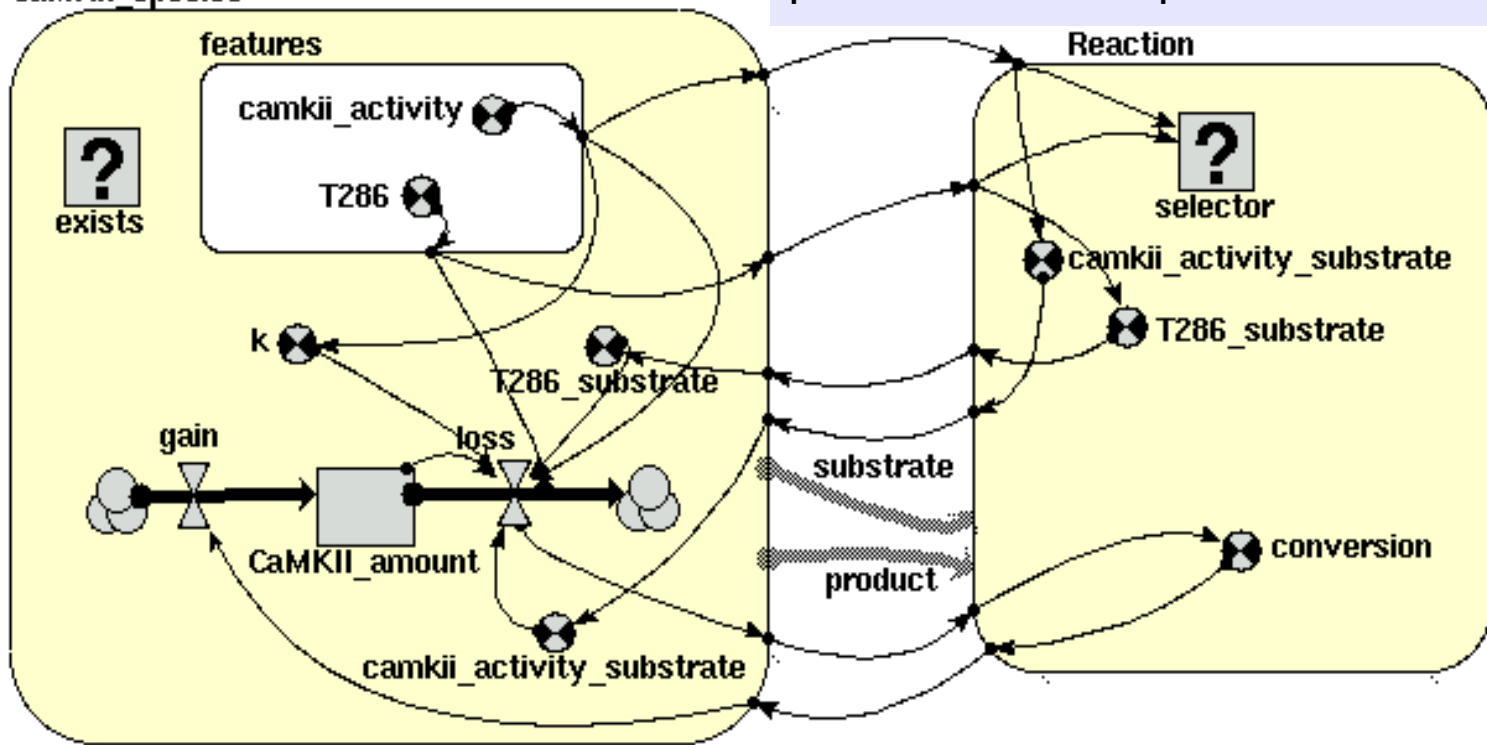 features
Reaction
camkii_activity
T286
exists
selector
camkii_activity_substrate
T286_substrate
k
T286_substrate
gain
loss
substrate
CaMKII_amount
product
conversion
camkii_activity_substrate